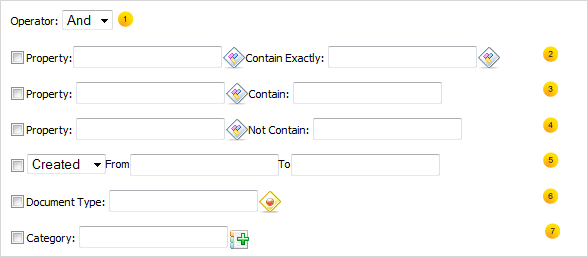 Operator: And 1
Property: Contain Exactly: 2
Property: Contain: 3
Property: Not Contain: 4
Created From To 5
Document Type: 6
Category: 7